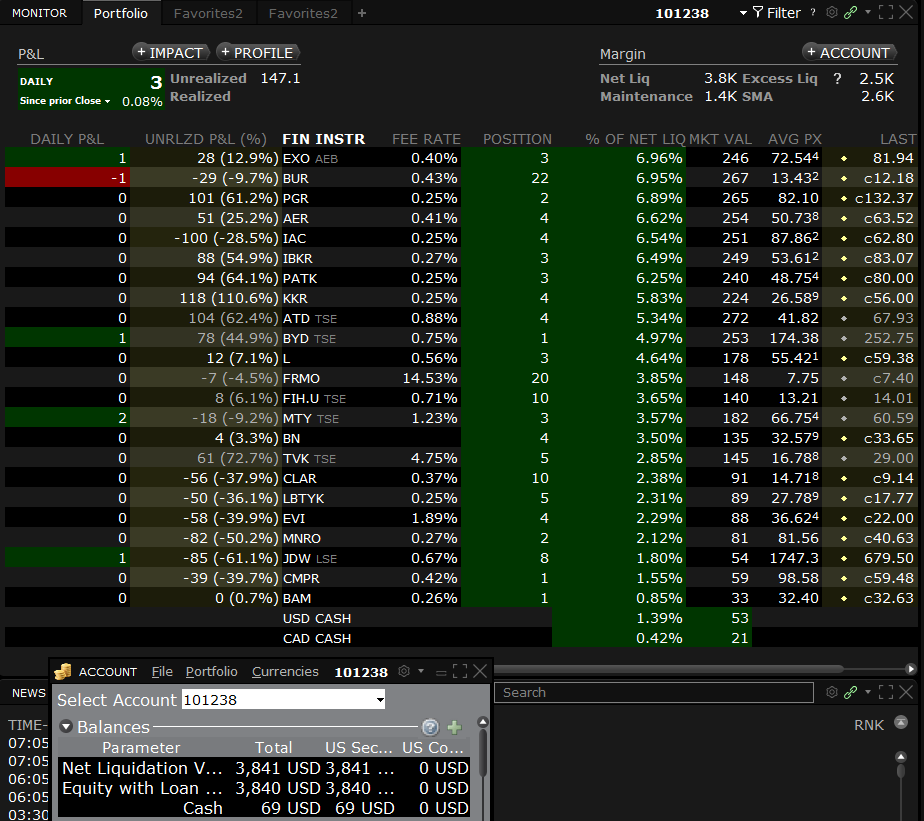 MONITOR Portfolio Favorites2 Favorites2 + 101238 Filter ?
P&L + IMPACT + PROFILE Margin + ACCOUNT
DAILY 3 Unrealized 147.1 Net Liq 3.8K Excess Liq ? 2.5K
Since prior Close 0.08% Realized Maintenance 1.4K SMA 2.6K
DAILY P&L UNRLZD P&L (%) FIN INSTR FEE RATE POSITION % OF NET LIQ MKT VAL AVG PX LAST
1 28 (12.9%) EXO AEB 0.40% 3 6.96% 246 72.544 81.94
-1 -29 (-9.7%) BUR 0.43% 22 6.95% 267 13.432 c12.18
0 101 (61.2%) PGR 0.25% 2 6.89% 265 82.10 c132.37
0 51 (25.2%) AER 0.41% 4 6.62% 254 50.738 c63.52
0 -100 (-28.5%) IAC 0.25% 4 6.54% 251 87.862 c62.80
0 88 (54.9%) IBKR 0.27% 3 6.49% 249 53.612 c83.07
0 94 (64.1%) PATK 0.25% 3 6.25% 240 48.754 c80.00
0 118 (110.6%) KKR 0.25% 4 5.83% 224 26.589 c56.00
0 104 (62.4%) ATD TSE 0.88% 4 5.34% 272 41.82 67.93
1 78 (44.9%) BYD TSE 0.75% 1 4.97% 253 174.38 252.75
0 12 (7.1%) L 0.56% 3 4.64% 178 55.421 c59.38
0 -7 (-4.5%) FRMO 14.53% 20 3.85% 148 7.75 c7.40
0 8 (6.1%) FIH.U TSE 0.71% 10 3.65% 140 13.21 14.01
2 -18 (-9.2%) MTY TSE 1.23% 3 3.57% 182 66.754 60.59
0 4 (3.3%) BN 4 3.50% 135 32.579 c33.65
0 61 (72.7%) TVK TSE 4.75% 5 2.85% 145 16.788 29.00
0 -56 (-37.9%) CLAR 0.37% 10 2.38% 91 14.718 c9.14
0 -50 (-36.1%) LBTYK 0.25% 5 2.31% 89 27.789 c17.77
0 -58 (-39.9%) EVI 1.89% 4 2.29% 88 36.624 c22.00
0 -82 (-50.2%) MNRO 0.27% 2 2.12% 81 81.56 c40.63
1 -85 (-61.1%) JDW LSE 0.67% 8 1.80% 54 1747.3 679.50
0 -39 (-39.7%) CMPR 0.42% 1 1.55% 59 98.58 c59.48
0 0 (0.7%) BAM 0.26% 1 0.85% 33 32.40 c32.63
USD CASH 1.39% 53
CAD CASH 0.42% 21
ACCOUNT File Portfolio Currencies 101238
NEWS Search
Select Account 101238
TIME- RNK
Balances ?
07:05 Parameter Total US Sec... US Co...
07:05 Net Liquidation V... 3,841 USD 3,841 ... 0 USD
06:05 Equity with Loan ... 3,840 USD 3,840 ... 0 USD
06:05 Cash 69 USD 69 USD 0 USD
03:30